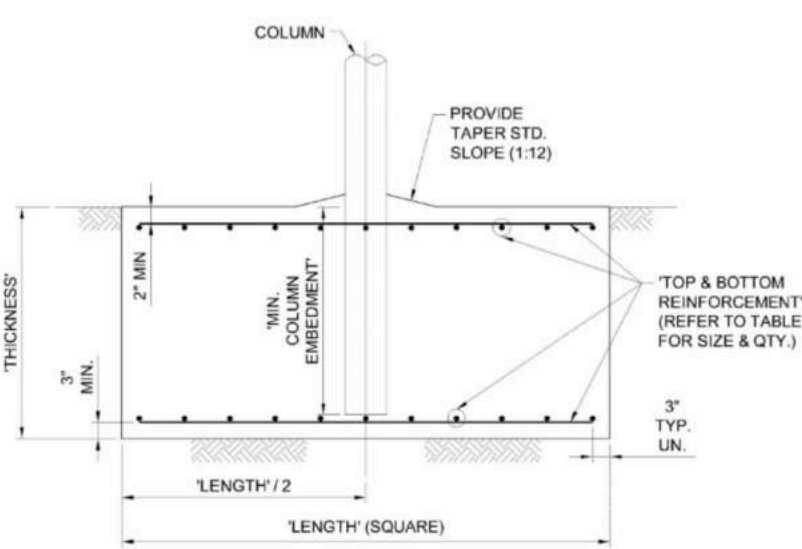 COLUMN
PROVIDE
TAPER STD.
SLOPE (1:12)
'THICKNESS'
2" MIN
3"
MIN.
'MIN.
COLUMN
EMBEDMENT'
'TOP & BOTTOM
REINFORCEMENT'
(REFER TO TABLE
FOR SIZE & QTY.)
3"
TYP.
UN.
'LENGTH' / 2
'LENGTH' (SQUARE)